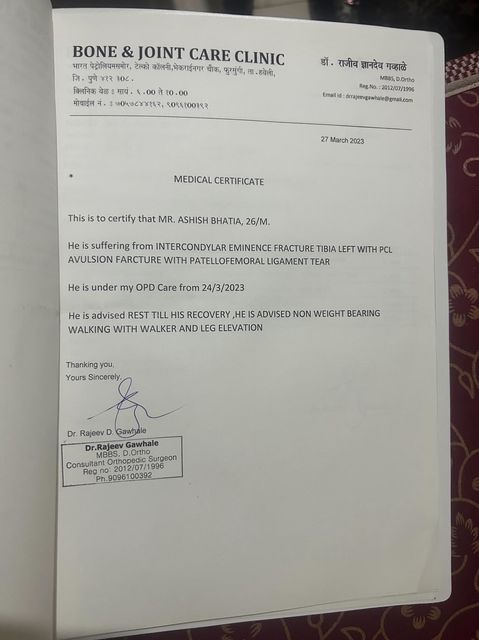 BONE & JOINT CARE CLINIC
भारत पेट्रोलियमसमोर, टेल्को कॉलनी,भेकराईनगर चौक, फुरसुंगी, ता.हवेली,
जि. पुणे ४१२ ३०८.
क्लिनिक वेळ : सायं. ६.०० ते १०.००
मोबाईल नं. :
डॉ. राजीव ज्ञानदेव गव्हाळे
MBBS, D.Ortho
Reg.No. : 2012/07/1996
Email id : drrajeevgawhale@gmail.com
27 March 2023
MEDICAL CERTIFICATE
This is to certify that MR. ASHISH BHATIA, 26/M.
He is suffering from INTERCONDYLAR EMINENCE FRACTURE TIBIA LEFT WITH PCL
AVULSION FARCTURE WITH PATELLOFEMORAL LIGAMENT TEAR
He is under my OPD Care from 24/3/2023
He is advised REST TILL HIS RECOVERY ,HE IS ADVISED NON WEIGHT BEARING
WALKING WITH WALKER AND LEG ELEVATION
Thanking you,
Yours Sincerely,
Dr. Rajeev D. Gawhale
Dr.Rajeev Gawhale
MBBS, D.Ortho
Consultant Orthopedic Surgeon
Reg no: 2012/07/1996
Ph.9096100392